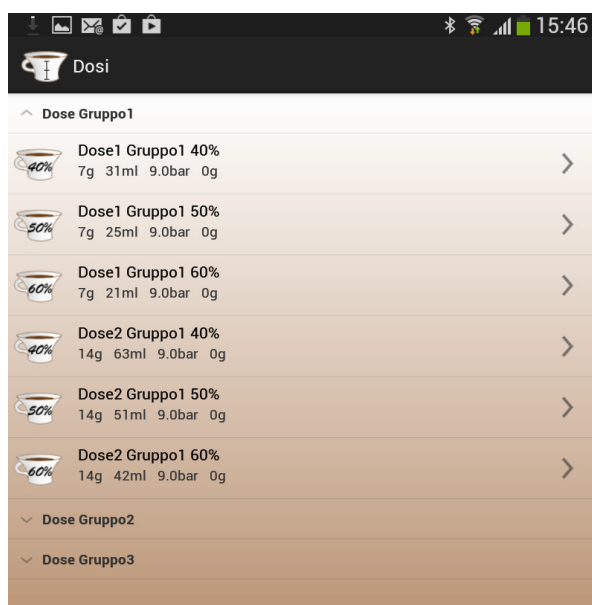 15:46
Dosi
Dose Gruppo1
40%
Dose1 Gruppo1 40%
7g 31ml 9.0bar 0g
50%
Dose1 Gruppo1 50%
7g 25ml 9.0bar 0g
60%
Dose1 Gruppo1 60%
7g 21ml 9.0bar 0g
40%
Dose2 Gruppo1 40%
14g 63ml 9.0bar 0g
50%
Dose2 Gruppo1 50%
14g 51ml 9.0bar 0g
60%
Dose2 Gruppo1 60%
14g 42ml 9.0bar 0g
Dose Gruppo2
Dose Gruppo3